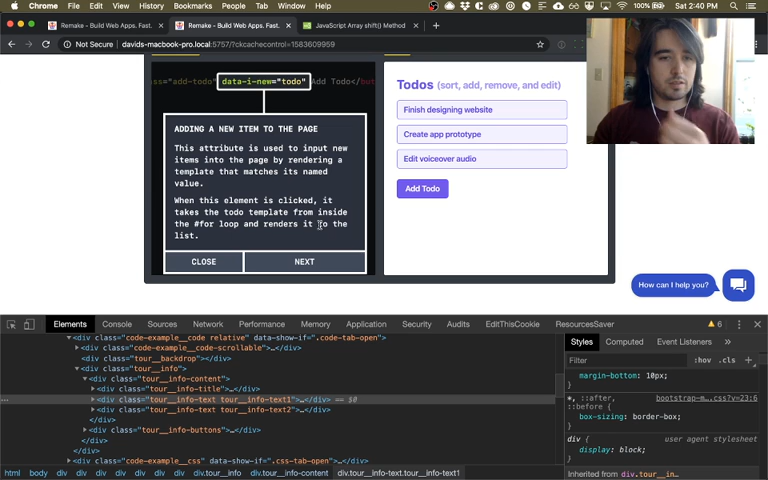 Chrome File Edit View History Bookmarks People Tab Window Help 100% Sat 2:40 PM
Remake - Build Web Apps. Fast.
Remake - Build Web Apps. Fast.
JavaScript Array shift() Method
Not Secure davids-macbook-pro.local:5757/?ckcachecontrol=1583609959
ss="add-todo" data-i-new="todo" Add Todo</but
ADDING A NEW ITEM TO THE PAGE
This attribute is used to input new
items into the page by rendering a
template that matches its named
value.
When this element is clicked, it
takes the todo template from inside
the #for loop and renders it to the
list.
CLOSE NEXT
Todos (sort, add, remove, and edit)
Finish designing website
Create app prototype
Edit voiceover audio
Add Todo
How can I help you?
Elements Console Sources Network Performance Memory Application Security Audits EditThisCookie ResourcesSaver 6
<div class="code-example__code relative" data-show-if=".code-tab-open">
<div class="code-example__code-scrollable">…</div>
<div class="tour__backdrop"></div>
<div class="tour__info">
<div class="tour__info-content">
<div class="tour__info-title">…</div>
<div class="tour__info-text tour__info-text1">…</div> == $0
<div class="tour__info-text tour__info-text2">…</div>
</div>
<div class="tour__info-buttons">…</div>
</div>
</div>
<div class="code-example__css" data-show-if=".css-tab-open">…</div>
html body div div div div div div div.tour__info div.tour__info-content div.tour__info-text.tour__info-text1
Styles Computed Event Listeners »
Filter :hov .cls +
margin-bottom: 10px;
}
*, ::after, bootstrap-m….css?v=23:6
::before {
box-sizing: border-box;
}
div { user agent stylesheet
display: block;
}
Inherited from div.tour__in…